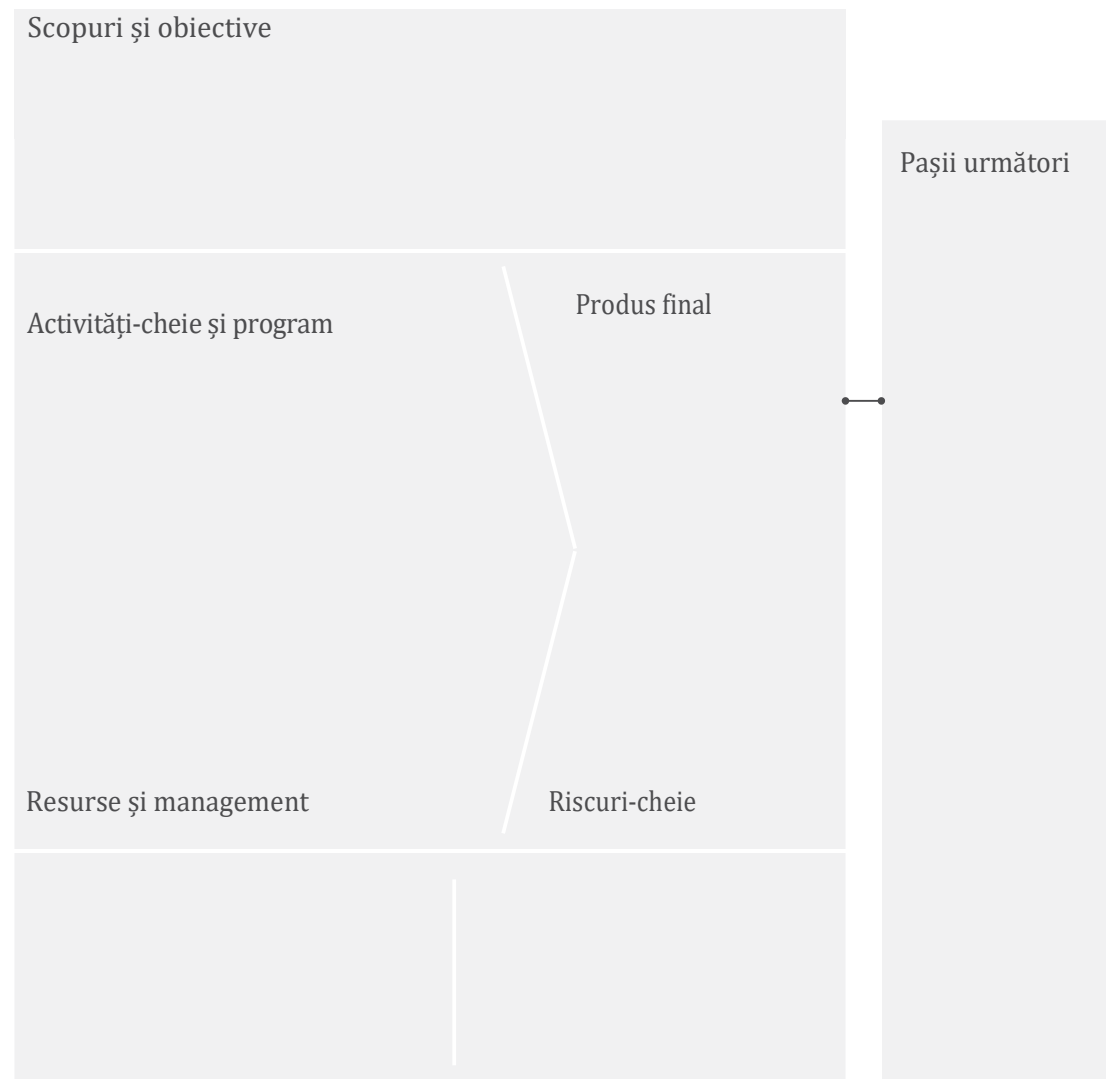 Scopuri și obiective
Pașii următori
Produs final
Activități-cheie și program
Resurse și management
Riscuri-cheie